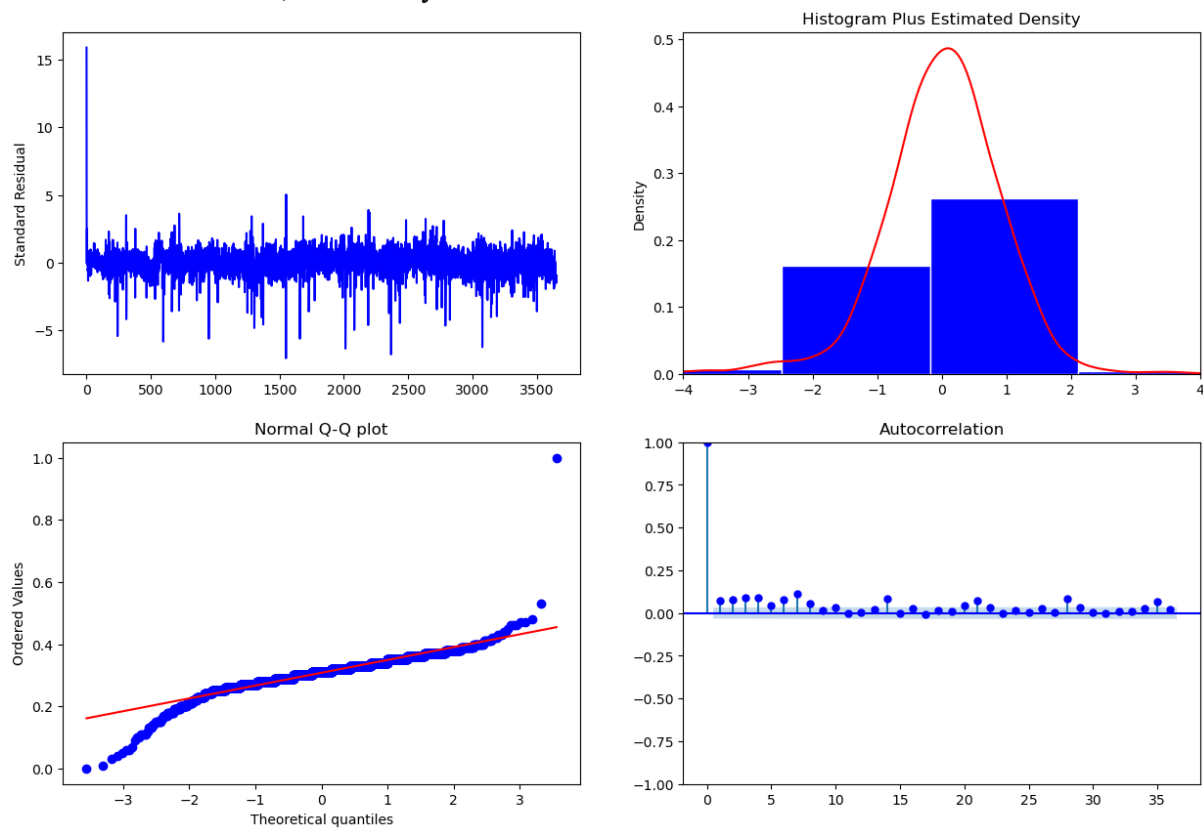 Histogram Plus Estimated Density
15
10
5
0
−5
Standard Residual
0 500 1000 1500 2000 2500 3000 3500
0.5
0.4
0.3
0.2
0.1
0.0
Density
−4 −3 −2 −1 0 1 2 3 4
Normal Q-Q plot
1.0
0.8
0.6
0.4
0.2
0.0
Ordered Values
−3 −2 −1 0 1 2 3
Theoretical quantiles
Autocorrelation
1.00
0.75
0.50
0.25
0.00
−0.25
−0.50
−0.75
−1.00
0 5 10 15 20 25 30 35